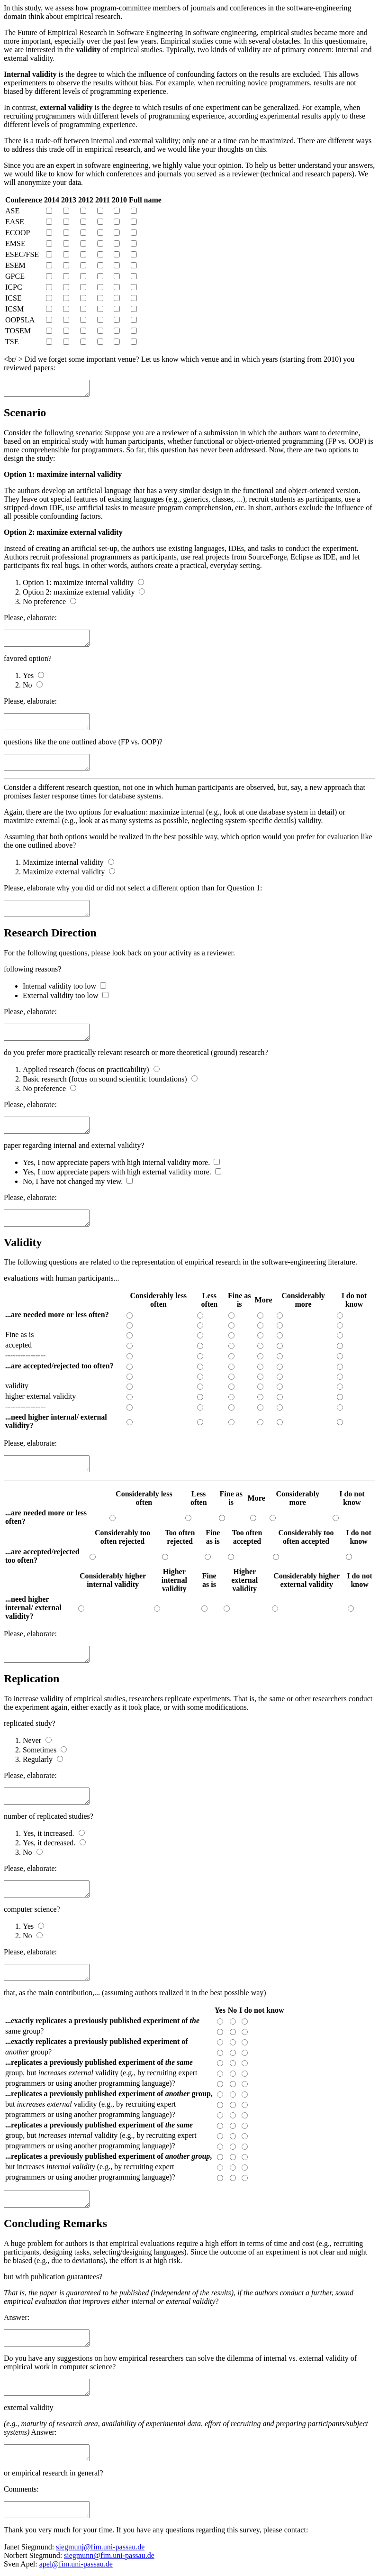 In this study, we assess how program-committee members of journals and conferences in the software-engineering
domain think about empirical research.
The Future of Empirical Research in Software Engineering In software engineering, empirical studies became more and
more important, especially over the past ten years. Empirical studies come with several obstacles. In this questionnaire,
we are interested in the validity of empirical studies. Typically, two kinds of validity are of primary concern: internal and
external validity.
Internal validity is the degree to which the influence of confounding factors on the results are excluded. This allows
experimenters to observe the results without bias. For example, when recruiting novice programmers, results are not
biased by different levels of programming experience.
In contrast, external validity is the degree to which results of one experiment can be generalized. For example, when
recruiting programmers with different levels of programming experience, according experimental results apply to these
different levels of programming experience.
There is a trade-off between internal and external validity; only one at a time can be maximized. There are different ways
to address this trade off in empirical research, and we would like your thoughts on this.
Since you are an expert in software engineering, we highly value your opinion. To help us better understand your answers,
we would like to know for which conferences and journals you served as a reviewer (technical and research papers). We
will anonymize your data.
Conference 2014 2013 2012 2011 2010 Full name
ASE
EASE
ECOOP
EMSE
ESEC/FSE
ESEM
GPCE
ICPC
ICSE
ICSM
OOPSLA
TOSEM
TSE
<br/ > Did we forget some important venue? Let us know which venue and in which years (starting from 2010) you
reviewed papers:
Scenario
Consider the following scenario: Suppose you are a reviewer of a submission in which the authors want to determine,
based on an empirical study with human participants, whether functional or object-oriented programming (FP vs. OOP) is
more comprehensible for programmers. So far, this question has never been addressed. Now, there are two options to
design the study:
Option 1: maximize internal validity
The authors develop an artificial language that has a very similar design in the functional and object-oriented version.
They leave out special features of existing languages (e.g., generics, classes, ...), recruit students as participants, use a
stripped-down IDE, use artificial tasks to measure program comprehension, etc. In short, authors exclude the influence of
all possible confounding factors.
Option 2: maximize external validity
Instead of creating an artificial set-up, the authors use existing languages, IDEs, and tasks to conduct the experiment.
Authors recruit professional programmers as participants, use real projects from SourceForge, Eclipse as IDE, and let
participants fix real bugs. In other words, authors create a practical, everyday setting.
1. Option 1: maximize internal validity
2. Option 2: maximize external validity
3. No preference
Please, elaborate:
favored option?
1. Yes
2. No
Please, elaborate:
questions like the one outlined above (FP vs. OOP)?
Consider a different research question, not one in which human participants are observed, but, say, a new approach that
promises faster response times for database systems.
Again, there are the two options for evaluation: maximize internal (e.g., look at one database system in detail) or
maximize external (e.g., look at as many systems as possible, neglecting system-specific details) validity.
Assuming that both options would be realized in the best possible way, which option would you prefer for evaluation like
the one outlined above?
1. Maximize internal validity
2. Maximize external validity
Please, elaborate why you did or did not select a different option than for Question 1:
Research Direction
For the following questions, please look back on your activity as a reviewer.
following reasons?
Internal validity too low
External validity too low
Please, elaborate:
do you prefer more practically relevant research or more theoretical (ground) research?
1. Applied research (focus on practicability)
2. Basic research (focus on sound scientific foundations)
3. No preference
Please, elaborate:
paper regarding internal and external validity?
Yes, I now appreciate papers with high internal validity more.
Yes, I now appreciate papers with high external validity more.
No, I have not changed my view.
Please, elaborate:
Validity
The following questions are related to the representation of empirical research in the software-engineering literature.
evaluations with human participants...
Considerably less often Less often Fine as is More Considerably more I do not know
...are needed more or less often?
Fine as is
accepted
----------------
...are accepted/rejected too often?
validity
higher external validity
----------------
...need higher internal/ external
validity?
Please, elaborate:
Considerably less often Less often Fine as is More Considerably more I do not know
...are needed more or less
often?
Considerably too often rejected Too often rejected Fine as is Too often accepted Considerably too often accepted I do not know
...are accepted/rejected
too often?
Considerably higher internal validity Higher internal validity Fine as is Higher external validity Considerably higher external validity I do not know
...need higher
internal/ external
validity?
Please, elaborate:
Replication
To increase validity of empirical studies, researchers replicate experiments. That is, the same or other researchers conduct
the experiment again, either exactly as it took place, or with some modifications.
replicated study?
1. Never
2. Sometimes
3. Regularly
Please, elaborate:
number of replicated studies?
1. Yes, it increased.
2. Yes, it decreased.
3. No
Please, elaborate:
computer science?
1. Yes
2. No
Please, elaborate:
that, as the main contribution,... (assuming authors realized it in the best possible way)
Yes No I do not know
...exactly replicates a previously published experiment of the
same group?
...exactly replicates a previously published experiment of
another group?
...replicates a previously published experiment of the same
group, but increases external validity (e.g., by recruiting expert
programmers or using another programming language)?
...replicates a previously published experiment of another group,
but increases external validity (e.g., by recruiting expert
programmers or using another programming language)?
...replicates a previously published experiment of the same
group, but increases internal validity (e.g., by recruiting expert
programmers or using another programming language)?
...replicates a previously published experiment of another group,
but increases internal validity (e.g., by recruiting expert
programmers or using another programming language)?
Concluding Remarks
A huge problem for authors is that empirical evaluations require a high effort in terms of time and cost (e.g., recruiting
participants, designing tasks, selecting/designing languages). Since the outcome of an experiment is not clear and might
be biased (e.g., due to deviations), the effort is at high risk.
but with publication guarantees?
That is, the paper is guaranteed to be published (independent of the results), if the authors conduct a further, sound
empirical evaluation that improves either internal or external validity?
Answer:
Do you have any suggestions on how empirical researchers can solve the dilemma of internal vs. external validity of
empirical work in computer science?
external validity
(e.g., maturity of research area, availability of experimental data, effort of recruiting and preparing participants/subject
systems) Answer:
or empirical research in general?
Comments:
Thank you very much for your time. If you have any questions regarding this survey, please contact:
Janet Siegmund: siegmunj@fim.uni-passau.de
Norbert Siegmund: siegmunn@fim.uni-passau.de
Sven Apel: apel@fim.uni-passau.de